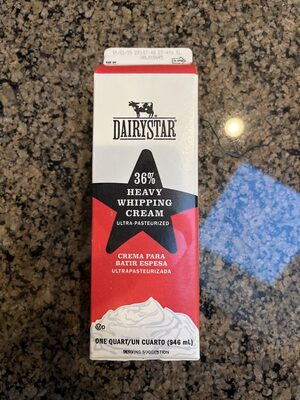 DAIRYSTAR
36%
HEAVY
WHIPPING
CREAM
ULTRA-PASTEURIZED
CREMA PARA
BATIR ESPESA
ULTRAPASTEURIZADA
ONE QUART/UN CUARTO (946 mL)
SERVING SUGGESTION